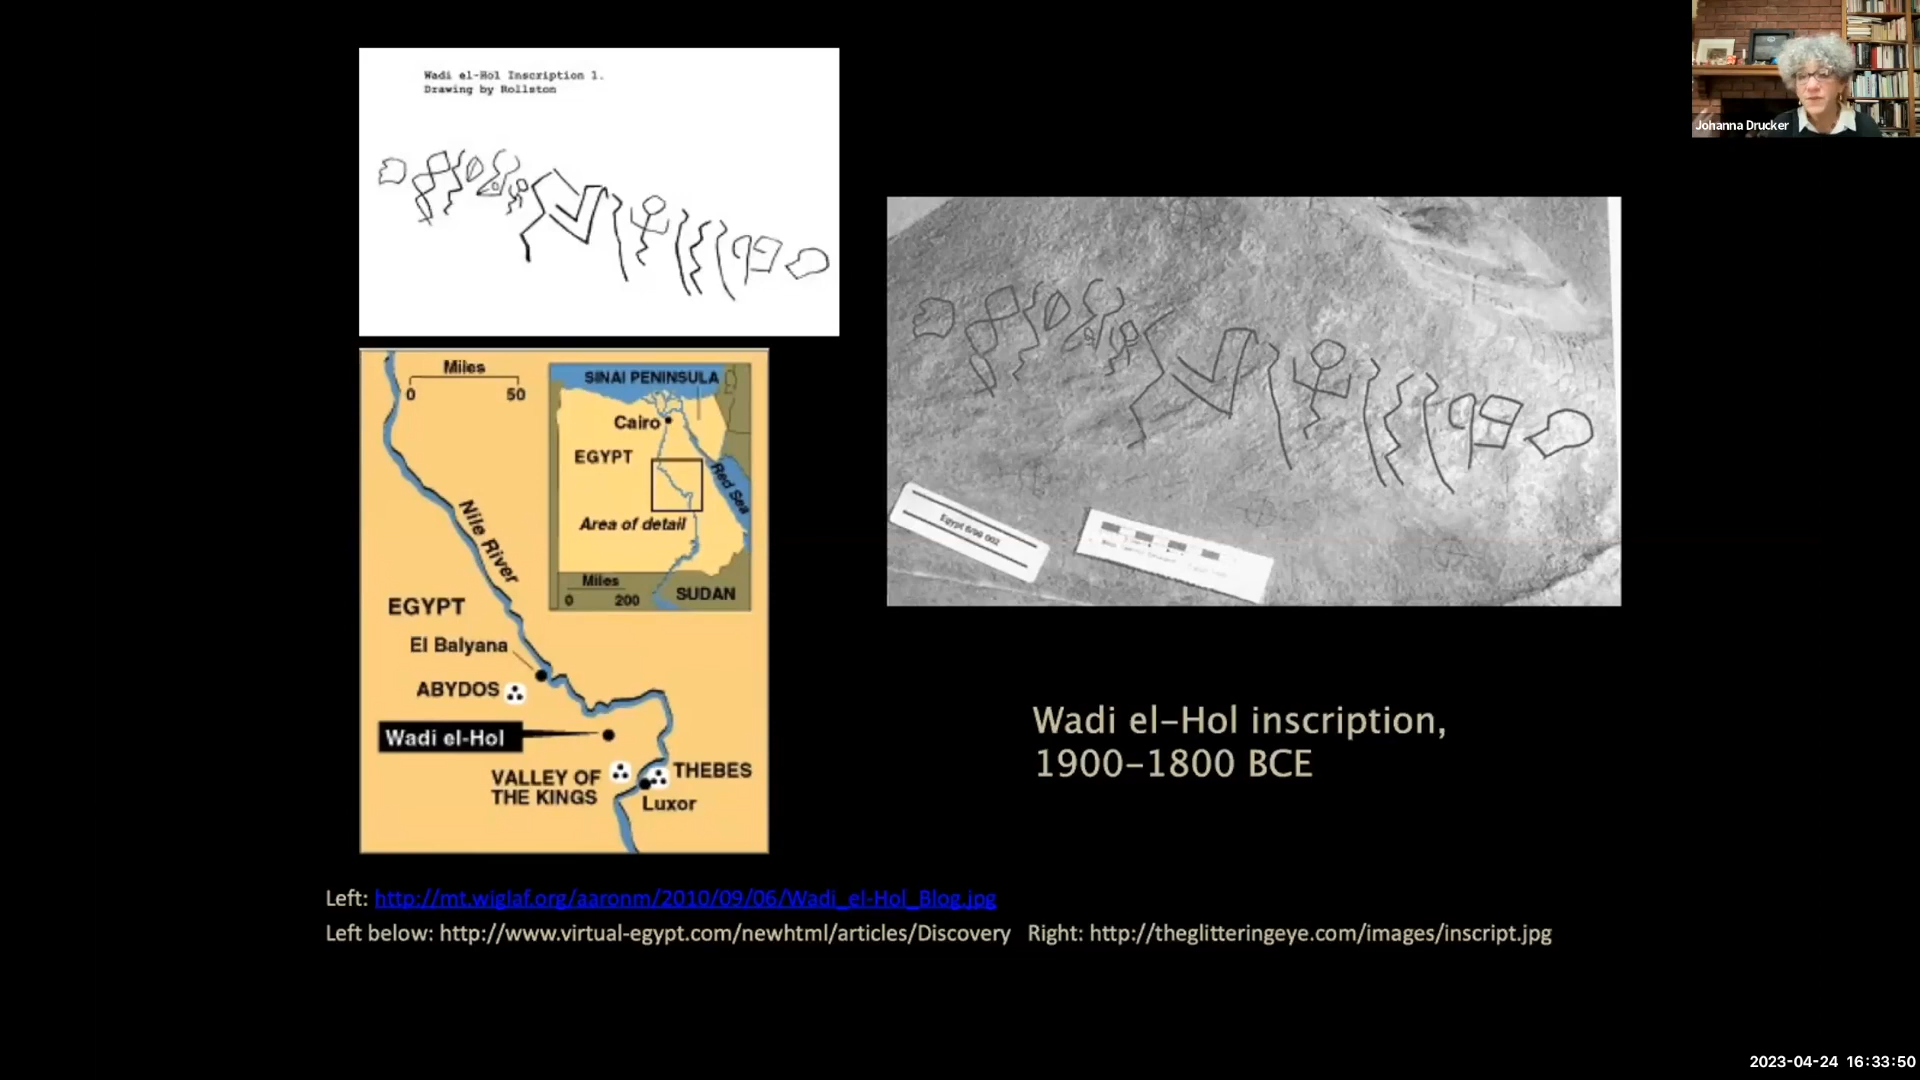 Wadi el-Hol Inscription 1.
Drawing by Rollston
Johanna Drucker
Miles
0 50
SINAI PENINSULA
Cairo
EGYPT
Red Sea
Area of detail
Miles
0 200
SUDAN
Nile River
EGYPT
El Balyana
ABYDOS
Wadi el-Hol
VALLEY OF
THE KINGS
THEBES
Luxor
Wadi el-Hol inscription,
1900-1800 BCE
Left: http://mt.wiglaf.org/aaronm/2010/09/06/Wadi_el-Hol_Blog.jpg
Left below: http://www.virtual-egypt.com/newhtml/articles/Discovery Right: http://theglitteringeye.com/images/inscript.jpg
2023-04-24 16:33:50